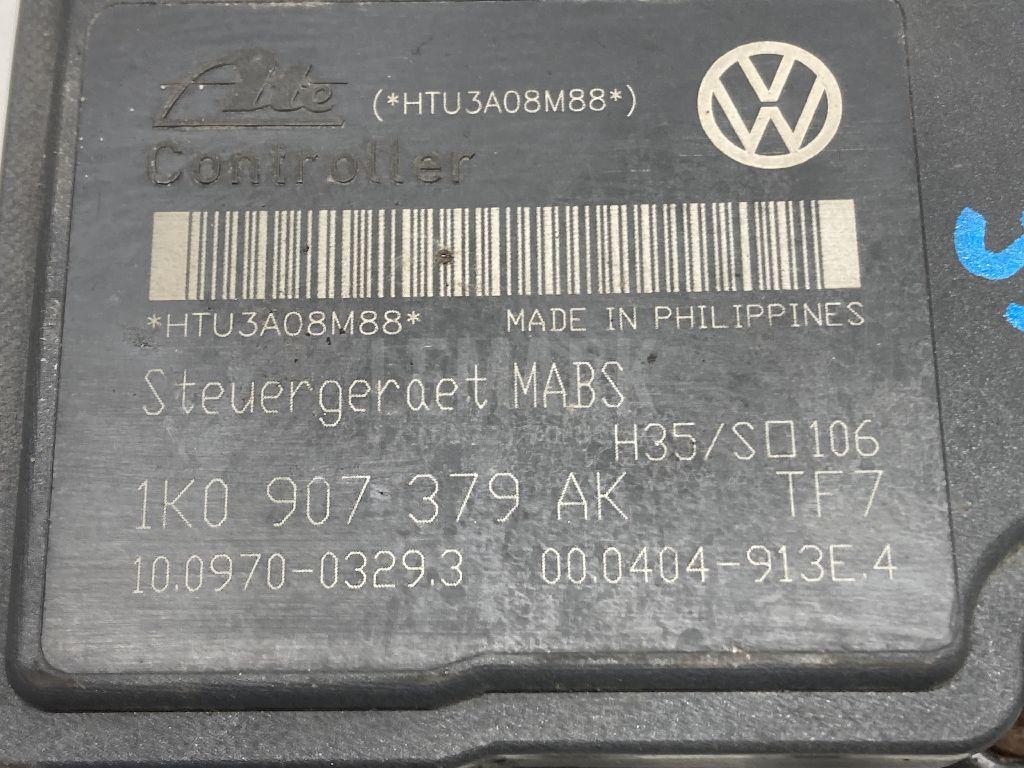 Ate (*HTU3A08M88*)
Controller
*HTU3A08M88* MADE IN PHILIPPINES
Steuergeraet MABS
H35/S□106
1K0 907 379 AK TF7
10.0970-0329.3 00.0404-913E.4